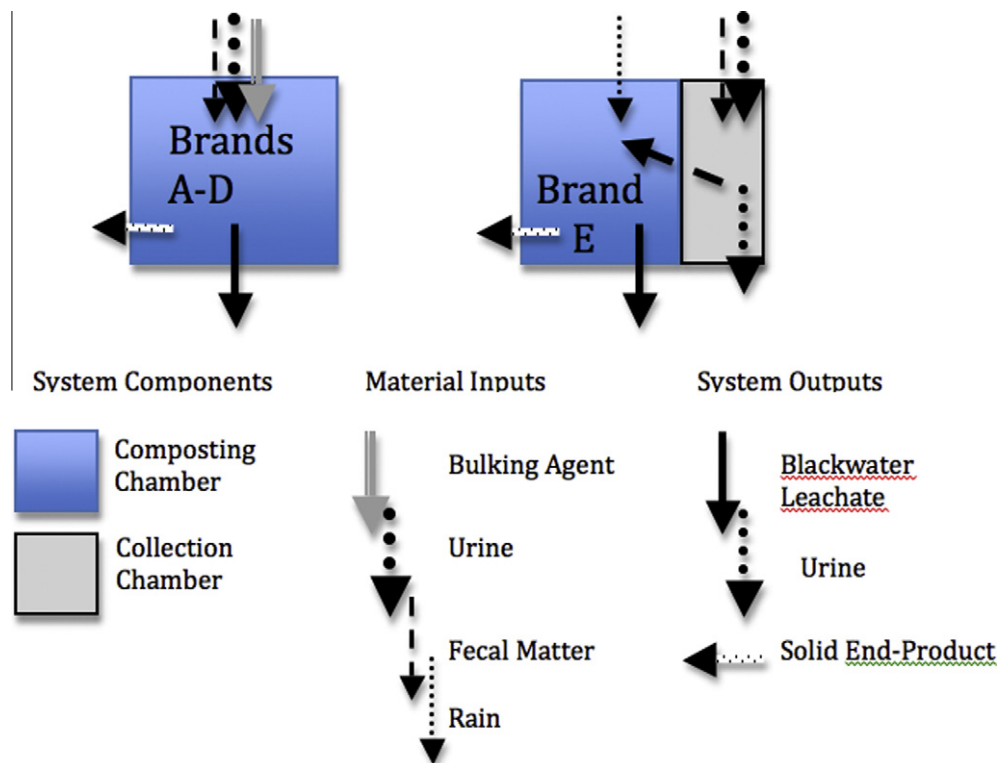 Brands
A-D
Brand
E
System Components
Material Inputs
System Outputs
Composting
Chamber
Collection
Chamber
Bulking Agent
Urine
Fecal Matter
Rain
Blackwater
Leachate
Urine
Solid End-Product